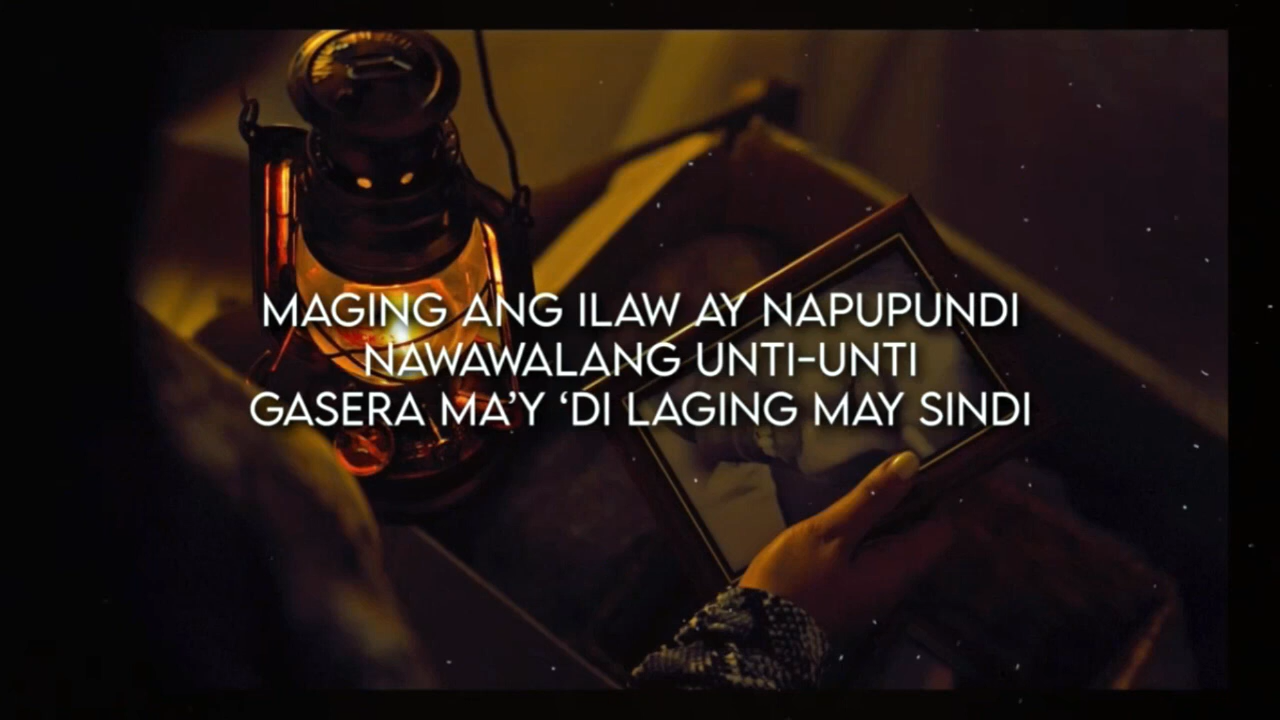 MAGING ANG ILAW AY NAPUPUNDI
NAWAWALANG UNTI-UNTI
GASERA MA’Y ‘DI LAGING MAY SINDI